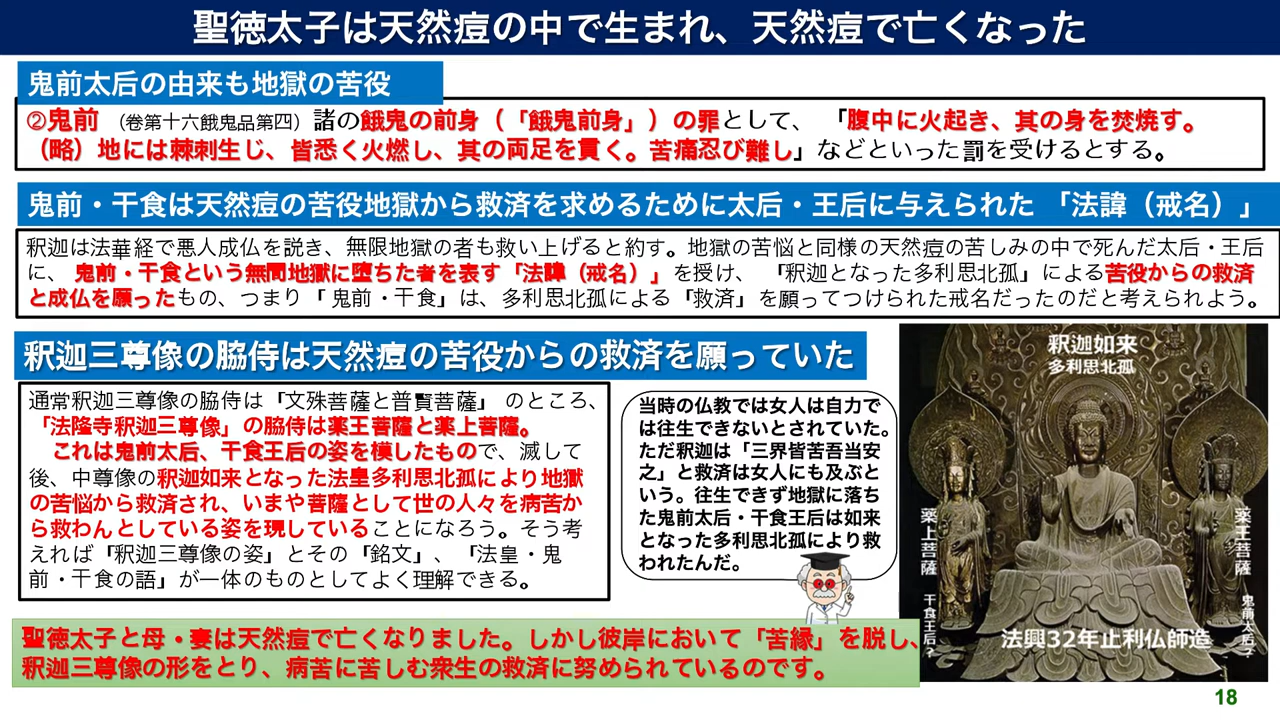 聖徳太子は天然痘の中で生まれ、天然痘で亡くなった
鬼前太后の由来も地獄の苦役
②鬼前 （巻第十六餓鬼品第四）諸の餓鬼の前身（「餓鬼前身」）の罪として、 「腹中に火起き、其の身を焚焼す。
（略）地には棘刺生じ、皆悉く火燃し、其の両足を貫く。苦痛忍び難し」などといった罰を受けるとする。
鬼前・干食は天然痘の苦役地獄から救済を求めるために太后・王后に与えられた 「法諱（戒名）」
釈迦は法華経で悪人成仏を説き、無限地獄の者も救い上げると約す。地獄の苦悩と同様の天然痘の苦しみの中で死んだ太后・王后
に、 鬼前・干食という無間地獄に堕ちた者を表す「法諱（戒名）」を受け、 「釈迦となった多利思北孤」による苦役からの救済
と成仏を願ったもの、つまり「 鬼前・干食」は、多利思北孤による「救済」を願ってつけられた戒名だったのだと考えられよう。
釈迦三尊像の脇侍は天然痘の苦役からの救済を願っていた
通常釈迦三尊像の脇侍は「文殊菩薩と普賢菩薩」 のところ、
「法隆寺釈迦三尊像」の脇侍は薬王菩薩と薬上菩薩。
これは鬼前太后、干食王后の姿を模したもので、滅して
後、中尊像の釈迦如来となった法皇多利思北孤により地獄
の苦悩から救済され、いまや菩薩として世の人々を病苦か
ら救わんとしている姿を現していることになろう。そう考
えれば「釈迦三尊像の姿」とその「銘文」、 「法皇・鬼
前・干食の語」が一体のものとしてよく理解できる。
当時の仏教では女人は自力で
は往生できないとされていた。
ただ釈迦は「三界皆苦吾当安
之」と救済は女人にも及ぶと
いう。往生できず地獄に落ち
た鬼前太后・干食王后は如来
となった多利思北孤により救
われたんだ。
釈迦如来
多利思北孤
薬上菩薩
干食王后？
薬王菩薩
鬼前太后？
法興32年止利仏師造
聖徳太子と母・妻は天然痘で亡くなりました。しかし彼岸において「苦縁」を脱し、
釈迦三尊像の形をとり、病苦に苦しむ衆生の救済に努められているのです。
18